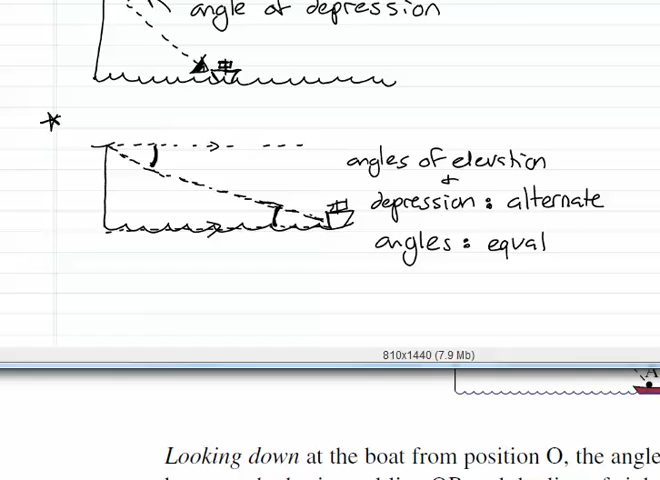 angle of depression
angles of elevation
+
depression : alternate
angles : equal
810x1440 (7.9 Mb)
A
Looking down at the boat from position O, the angle